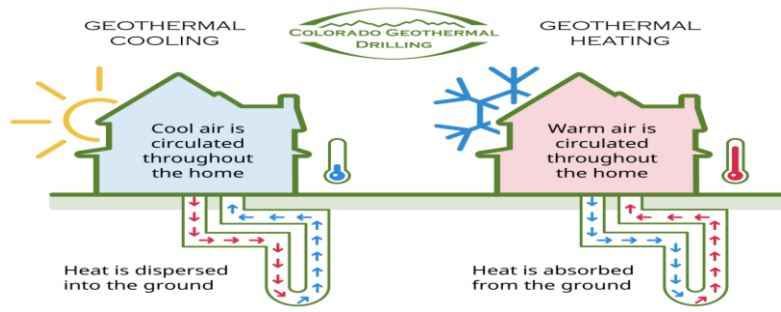 GEOTHERMAL
COOLING
COLORADO GEOTHERMAL
DRILLING
GEOTHERMAL
HEATING
Cool air is
circulated
throughout
the home
Warm air is
circulated
throughout
the home
Heat is dispersed
into the ground
Heat is absorbed
from the ground